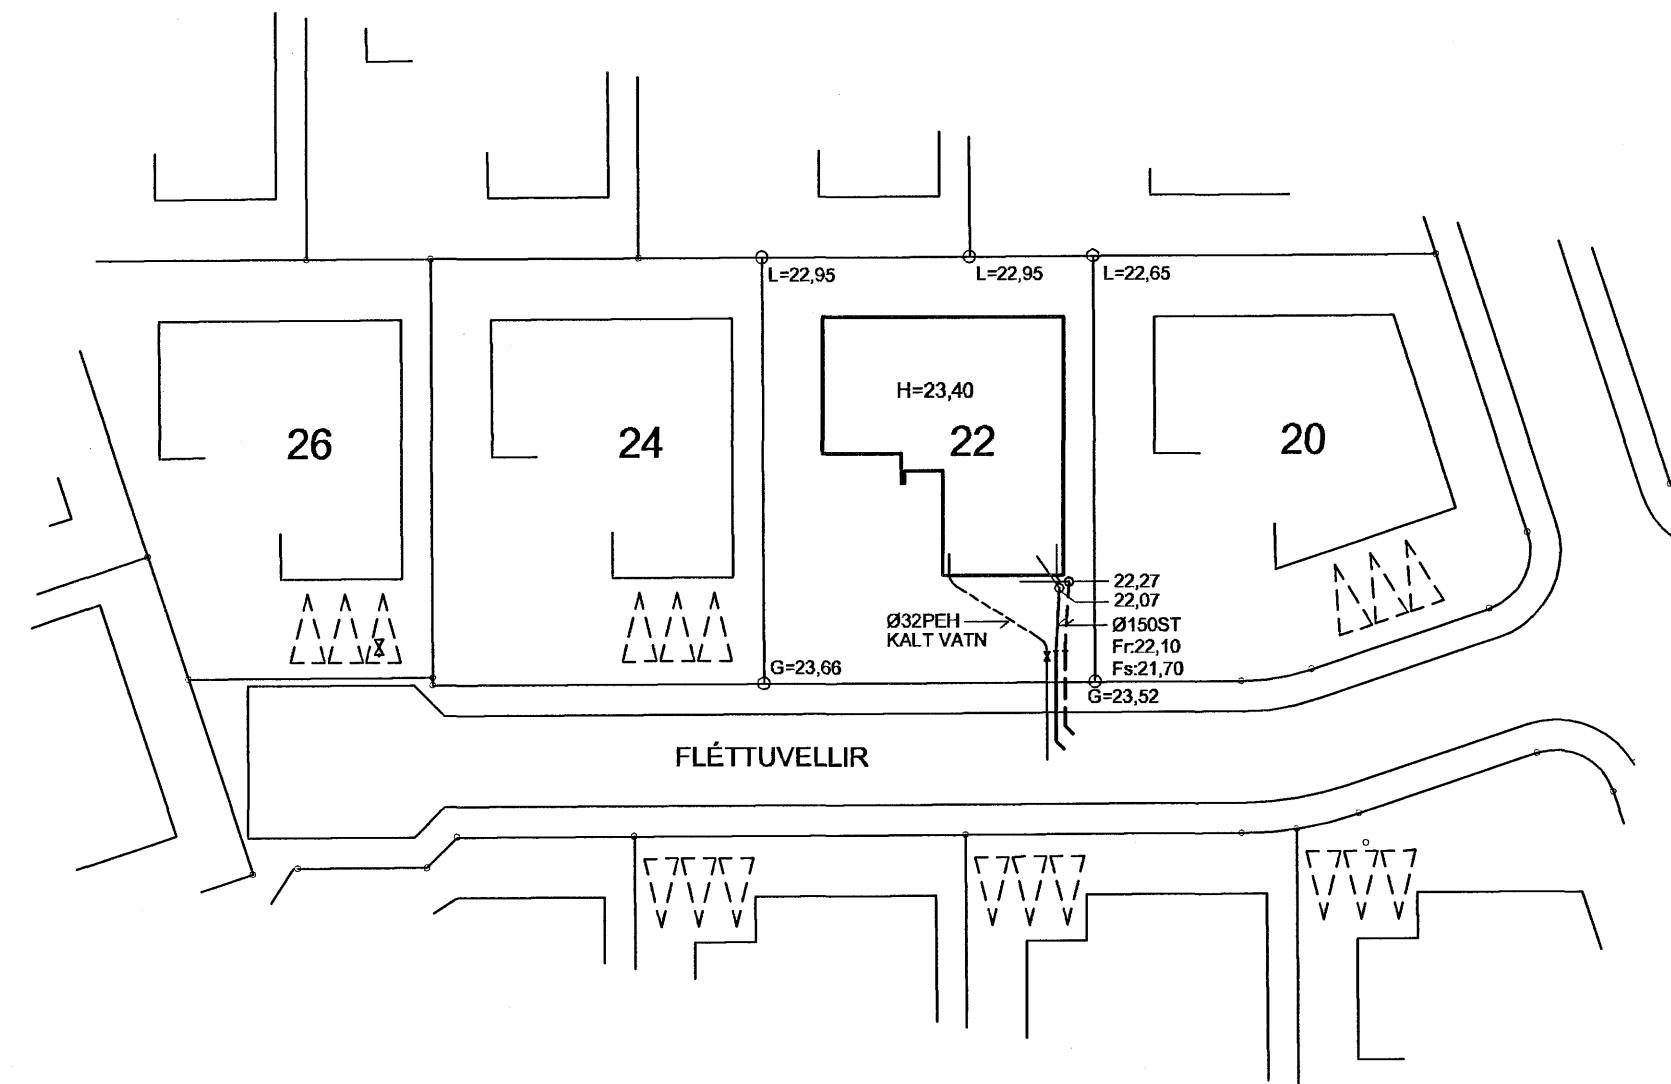 L=22,95
L=22,95
L=22,65
H=23,40
26
24
22
20
22,27
22,07
Ø32PEH
KALT VATN
Ø150ST
Fr:22,10
Fs:21,70
G=23,66
G=23,52
FLÉTTUVELLIR